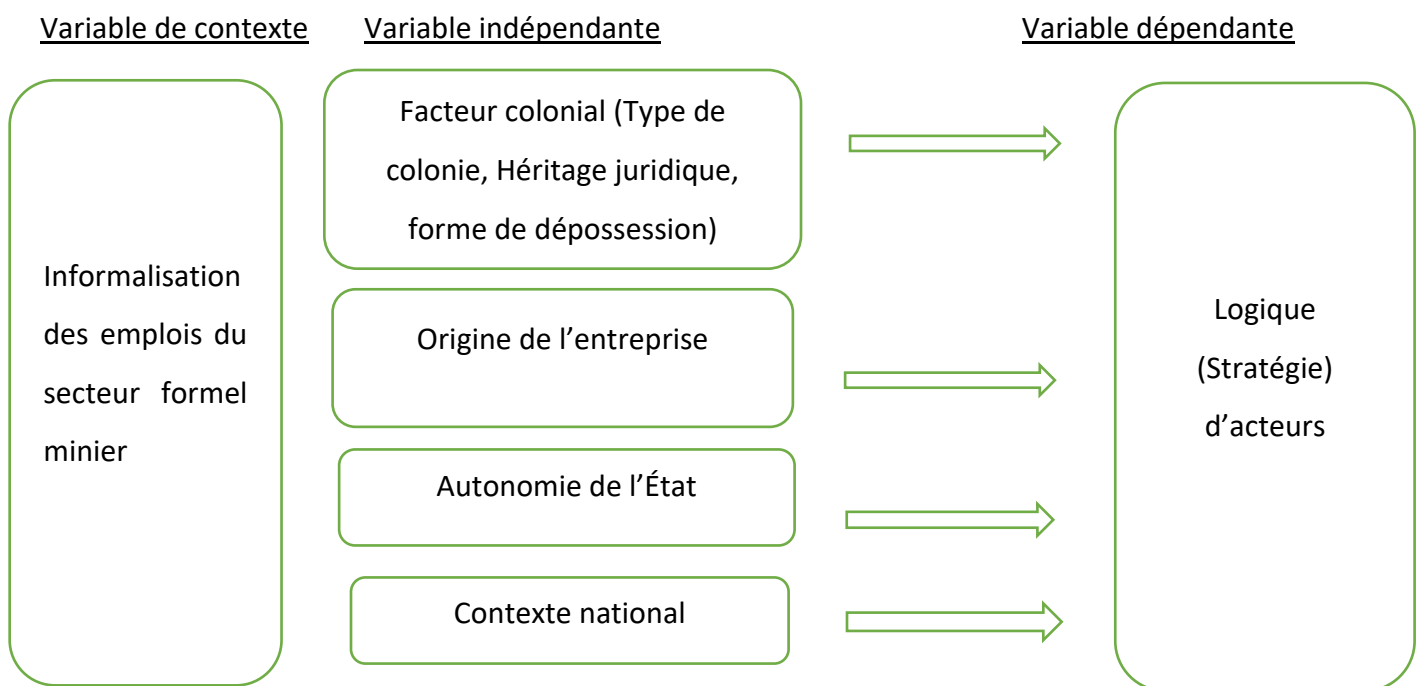 Variable de contexte
Variable indépendante
Variable dépendante
Informalisation
des emplois du
secteur formel
minier
Facteur colonial (Type de
colonie, Héritage juridique,
forme de dépossession)
Origine de l’entreprise
Autonomie de l’État
Contexte national
Logique
(Stratégie)
d’acteurs